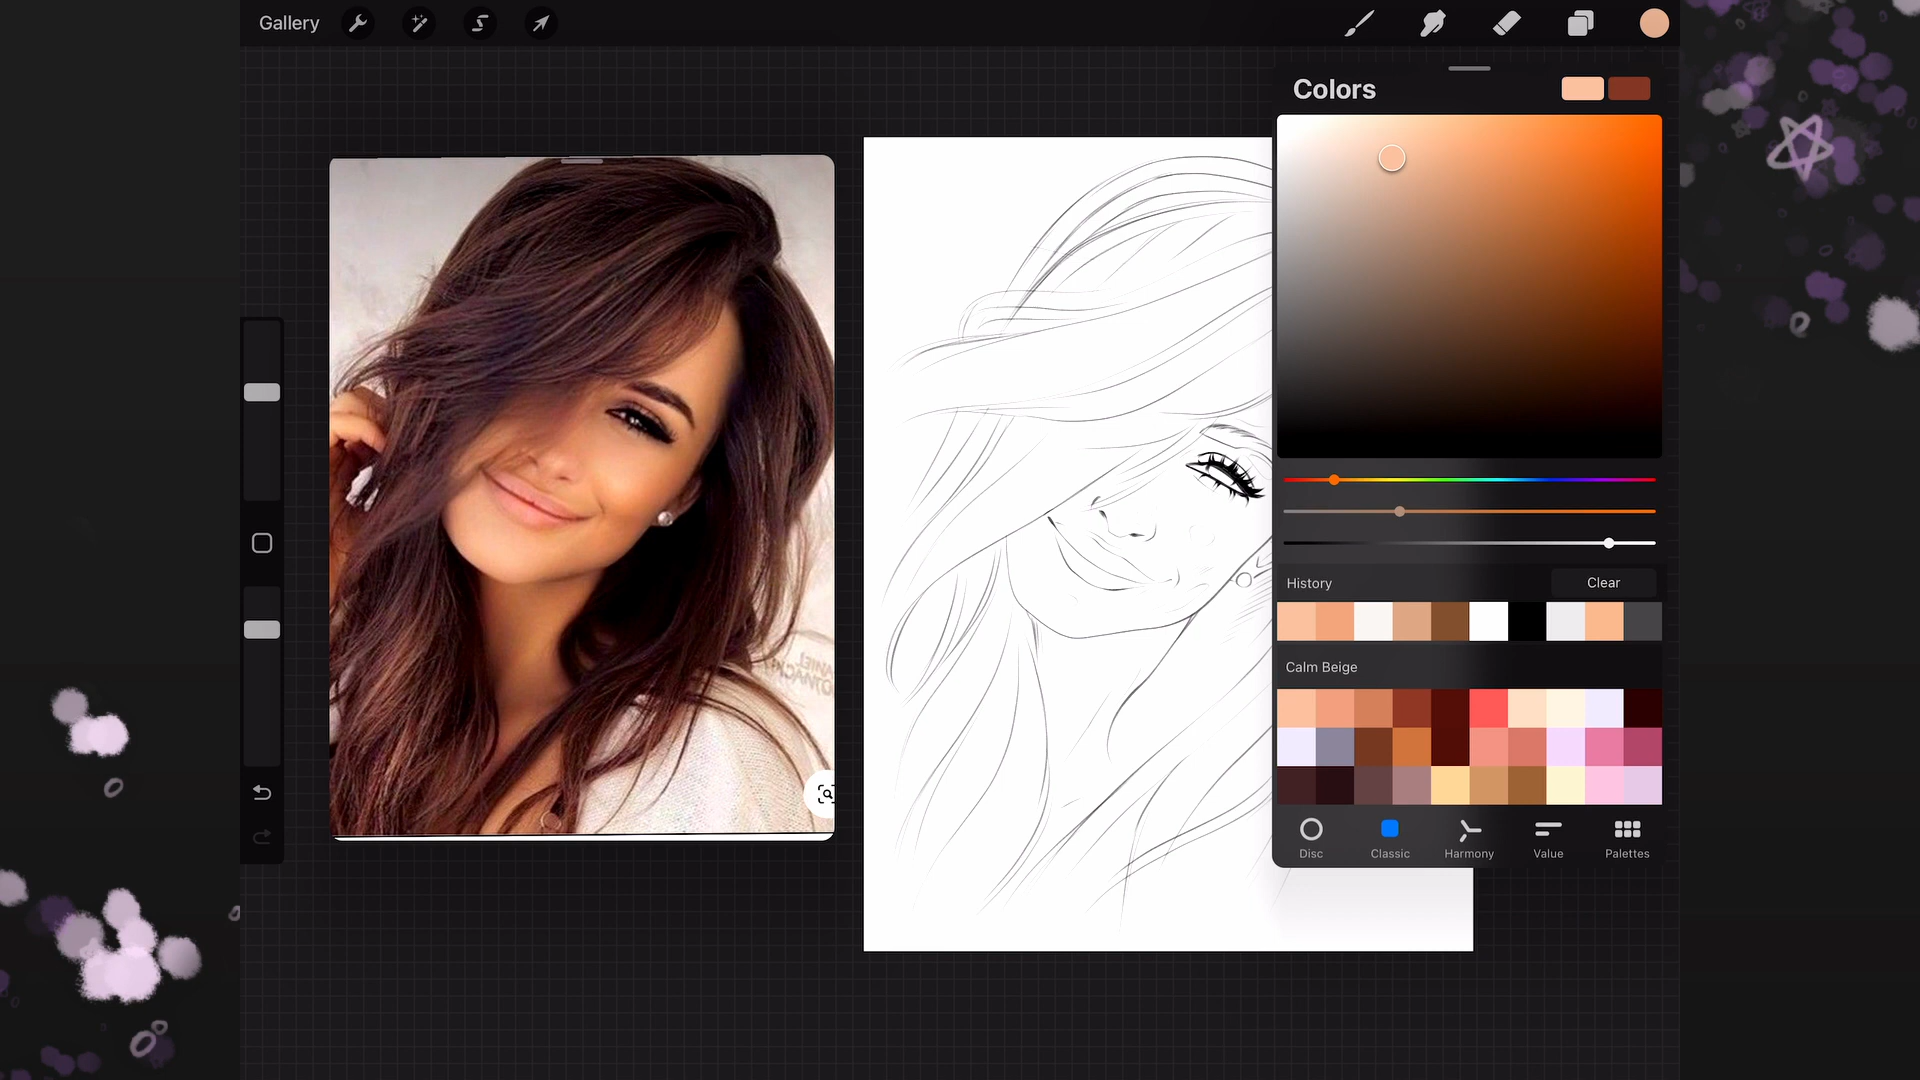 Gallery
Colors
History
Clear
Calm Beige
Disc
Classic
Harmony
Value
Palettes